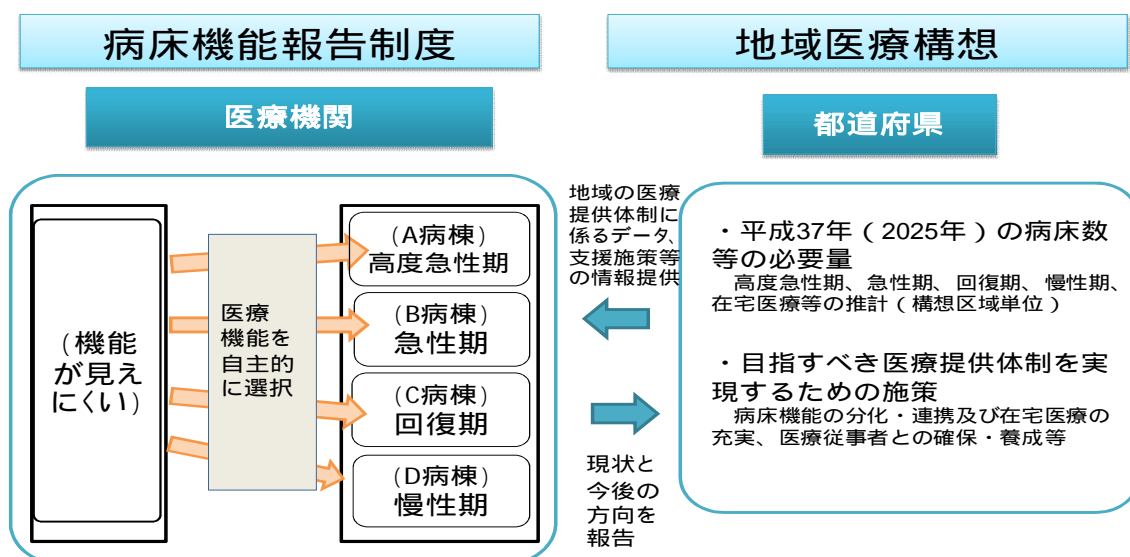 病床機能報告制度
医療機関
(機能
が見え
にくい)
医療
機能を
自主的
に選択
(A病棟)
高度急性期
(B病棟)
急性期
(C病棟)
回復期
(D病棟)
慢性期
地域の医療
提供体制に
係るデータ、
支援施策等
の情報提供
現状と
今後の
方向を
報告
地域医療構想
都道府県
・平成37年(2025年)の病床数
等の必要量
高度急性期、急性期、回復期、慢性期、
在宅医療等の推計(構想区域単位)
・目指すべき医療提供体制を実
現するための施策
病床機能の分化・連携及び在宅医療の
充実、医療従事者との確保・養成等